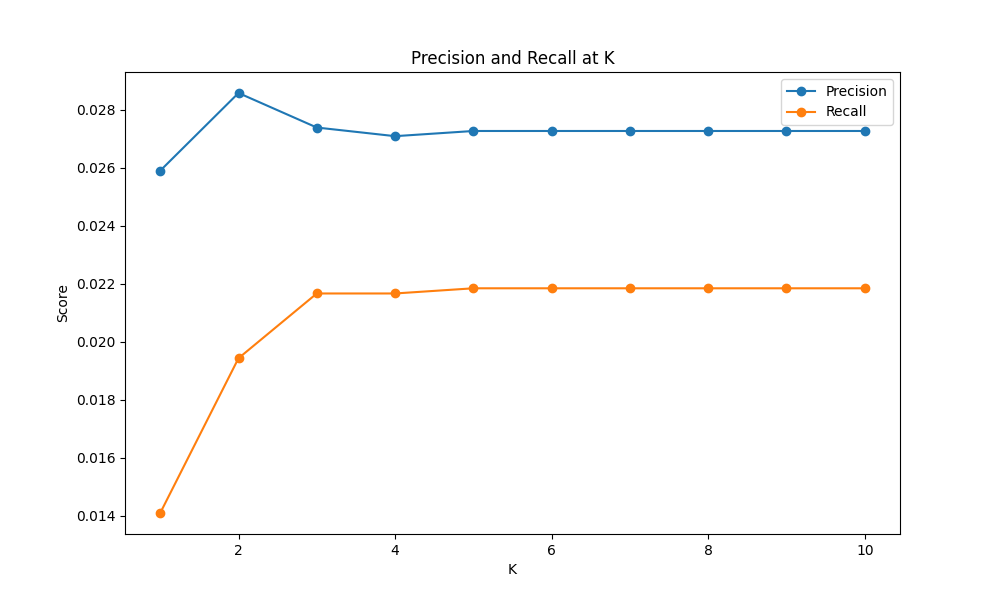 Precision and Recall at K
Precision
Recall
0.028
0.026
0.024
0.022
0.020
0.018
0.016
0.014
Score
2 4 6 8 10
K